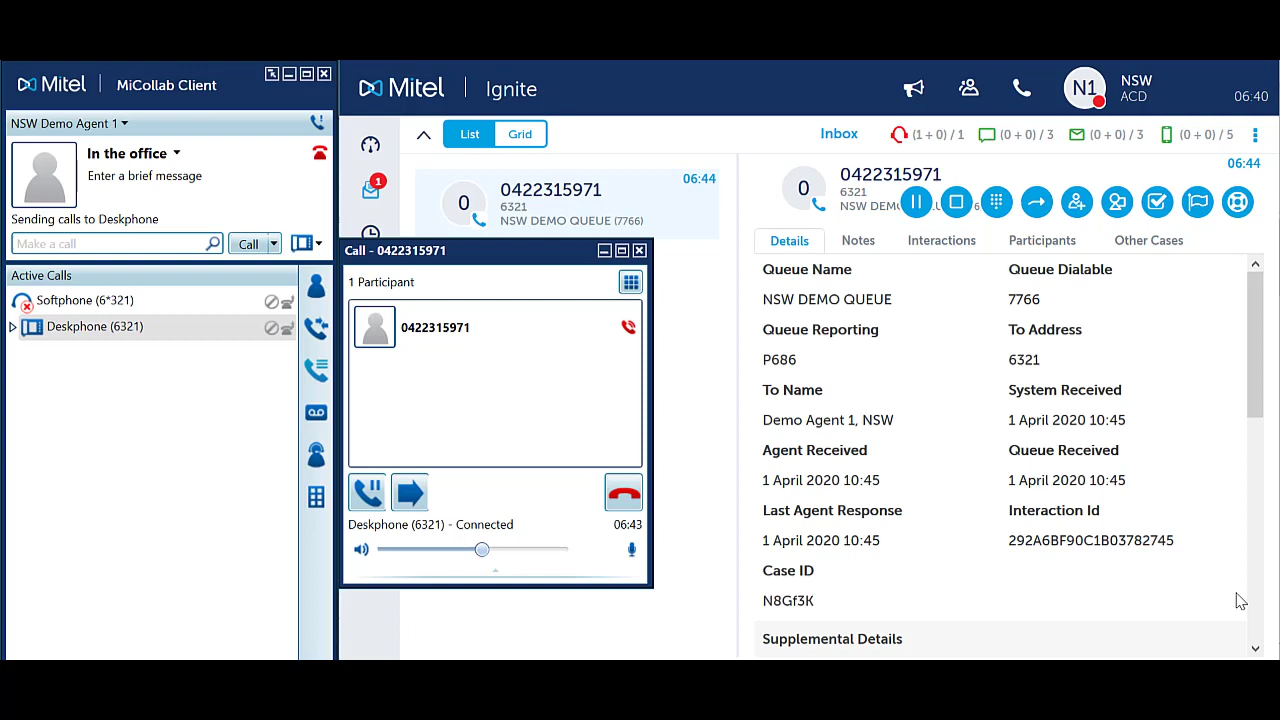 Mitel | MiCollab Client
NSW Demo Agent 1
In the office
Enter a brief message
Sending calls to Deskphone
Make a call
Call
Active Calls
Softphone (6*321)
Deskphone (6321)
Mitel | Ignite
N1
NSW
ACD
06:40
List
Grid
Inbox
(1 + 0) / 1
(0 + 0) / 3
(0 + 0) / 3
(0 + 0) / 5
1
0
0422315971
6321
NSW DEMO QUEUE (7766)
06:44
Call - 0422315971
1 Participant
0422315971
Deskphone (6321) - Connected
06:43
06:44
0
0422315971
6321
NSW DEM
Details
Notes
Interactions
Participants
Other Cases
Queue Name
Queue Dialable
NSW DEMO QUEUE
7766
Queue Reporting
To Address
P686
6321
To Name
System Received
Demo Agent 1, NSW
1 April 2020 10:45
Agent Received
Queue Received
1 April 2020 10:45
1 April 2020 10:45
Last Agent Response
Interaction Id
1 April 2020 10:45
292A6BF90C1B03782745
Case ID
N8Gf3K
Supplemental Details